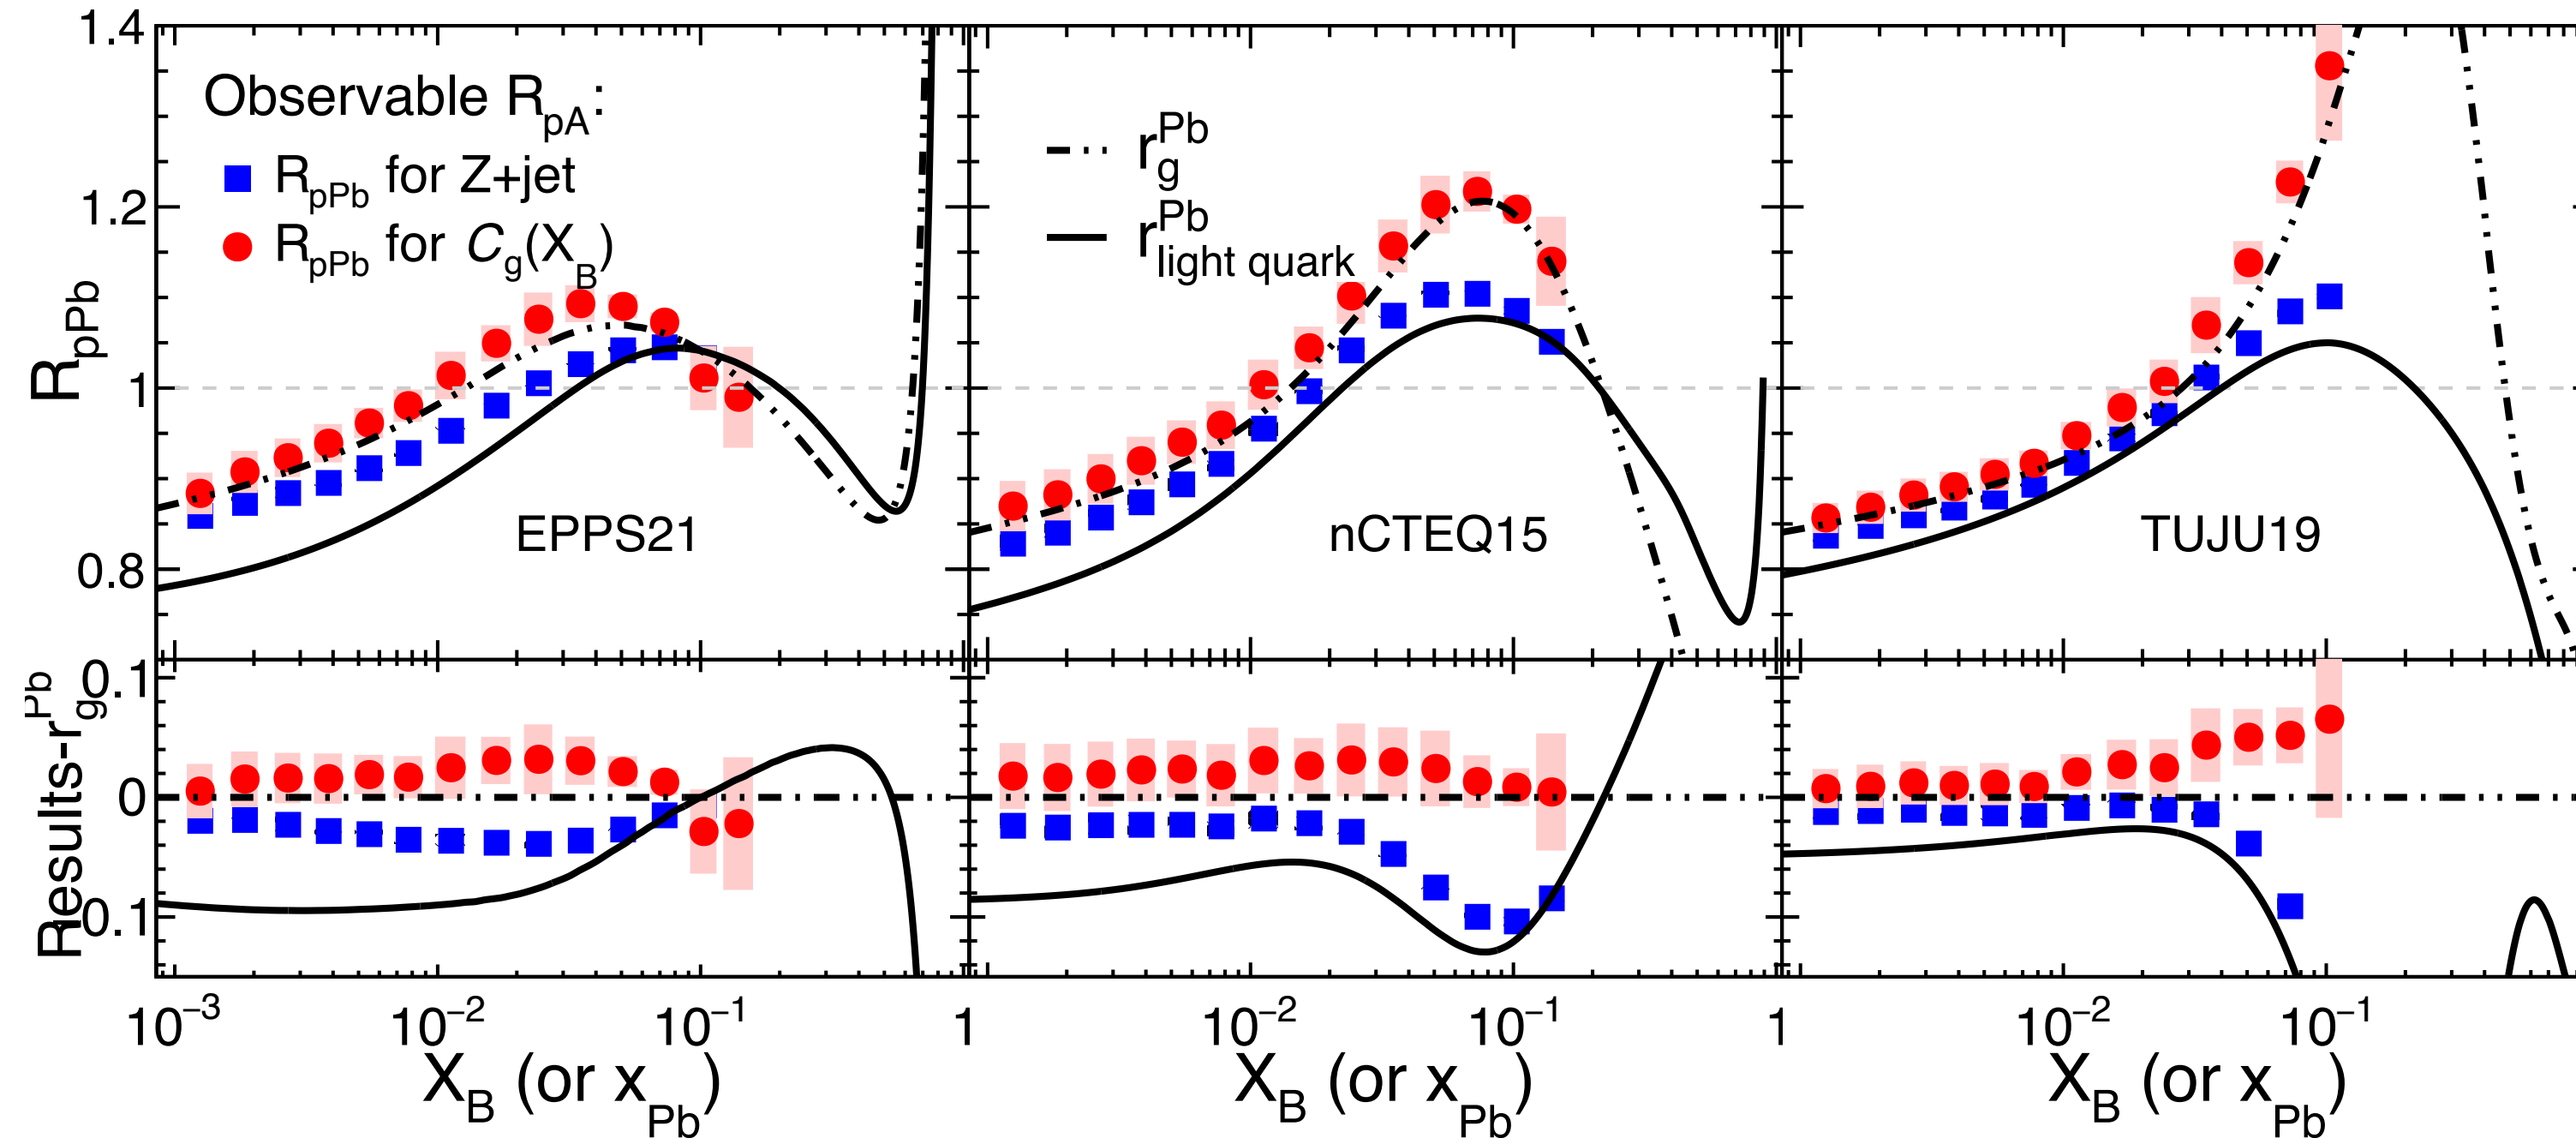 1.4
1.2
1
0.8
R_pPb
Observable R_pA:
R_pPb for Z+jet
R_pPb for C_g(X_B)
EPPS21
r_g^Pb
r_light quark^Pb
nCTEQ15
TUJU19
0.1
0
0.1
Results-r_g^Pb
10⁻³ 10⁻² 10⁻¹ 1 10⁻² 10⁻¹ 1 10⁻² 10⁻¹
X_B (or x_Pb) X_B (or x_Pb) X_B (or x_Pb)